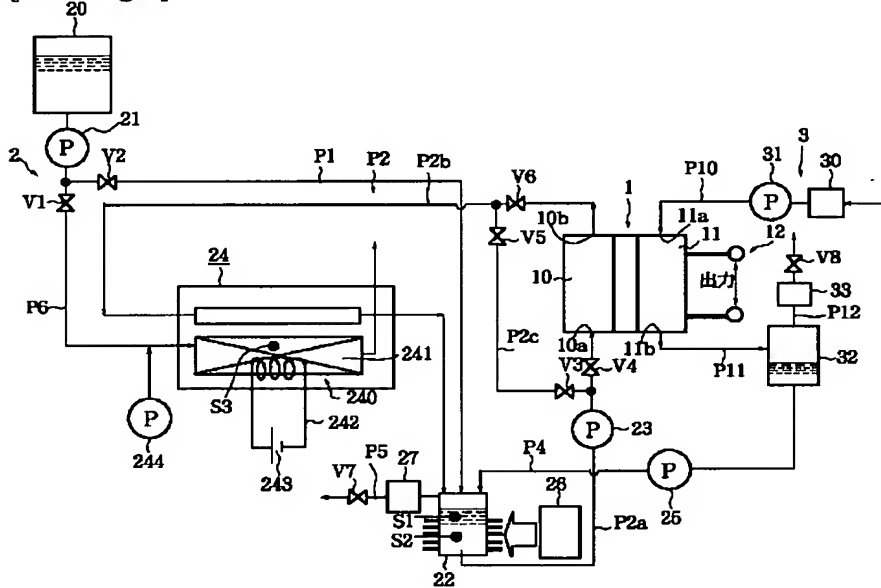 20
21
P
2
V2
P1
P2
P2b
V6
V1
1
P10
31
3
30
P
10b
11a
11
12
V5
V8
24
10
出力
33
P6
P2c
P12
241
10a
11b
V4
P11
32
S3
240
V3
242
P
23
P
244
243
P4
P
25
V7
P5
27
26
S1
S2
P2a
22